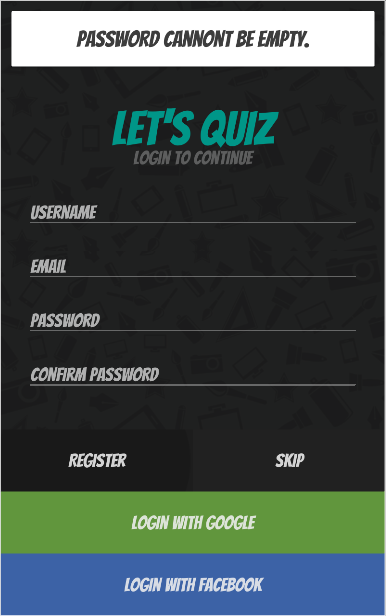 PASSWORD CANNONT BE EMPTY.
LET'S QUIZ
LOGIN TO CONTINUE
USERNAME
EMAIL
PASSWORD
CONFIRM PASSWORD
REGISTER SKIP
LOGIN WITH GOOGLE
LOGIN WITH FACEBOOK